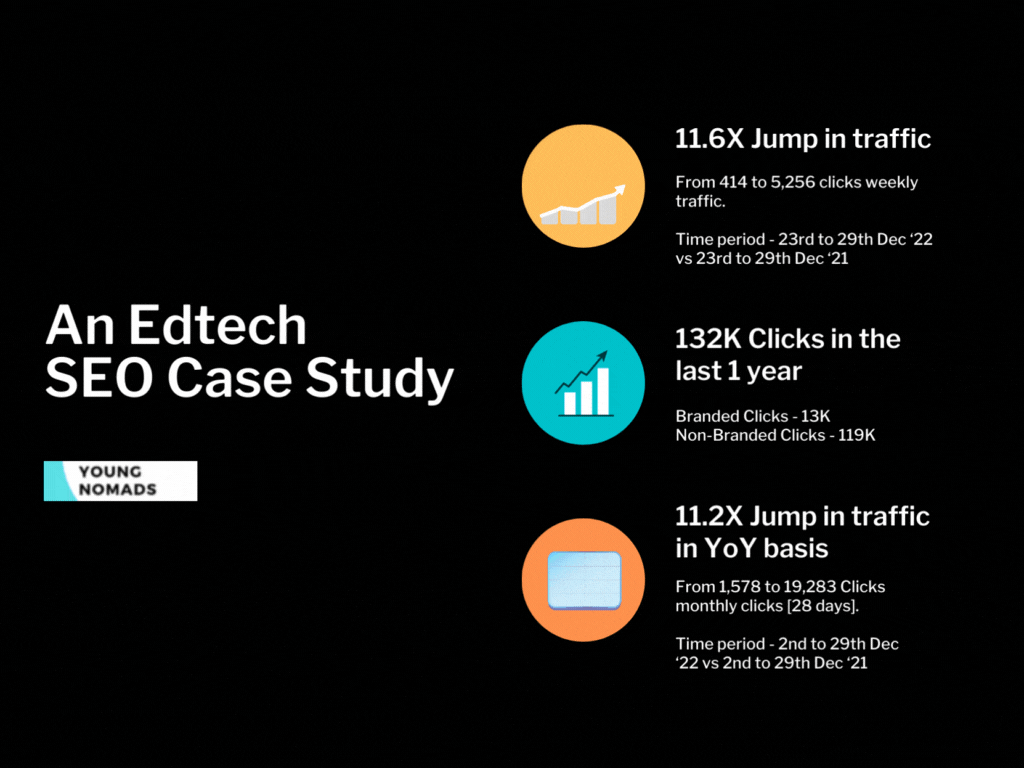 An Edtech
SEO Case Study
YOUNG
NOMADS
11.6X Jump in traffic
From 414 to 5,256 clicks weekly
traffic.
Time period - 23rd to 29th Dec ‘22
vs 23rd to 29th Dec ‘21
132K Clicks in the
last 1 year
Branded Clicks - 13K
Non-Branded Clicks - 119K
11.2X Jump in traffic
in YoY basis
From 1,578 to 19,283 Clicks
monthly clicks [28 days].
Time period - 2nd to 29th Dec
‘22 vs 2nd to 29th Dec ‘21